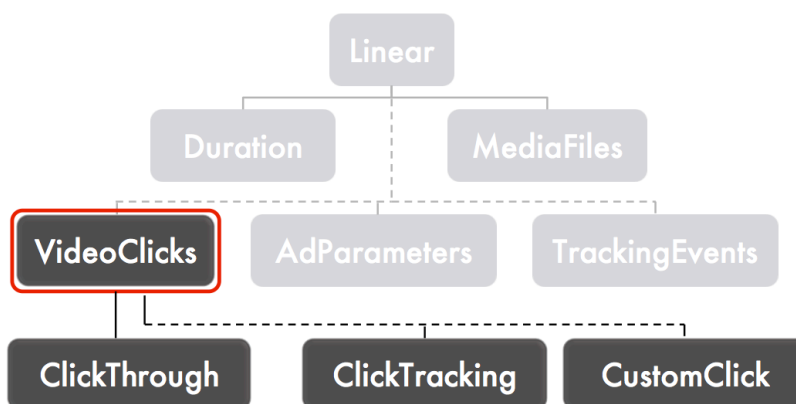 Linear
Duration
MediaFiles
VideoClicks
AdParameters
TrackingEvents
ClickThrough
ClickTracking
CustomClick